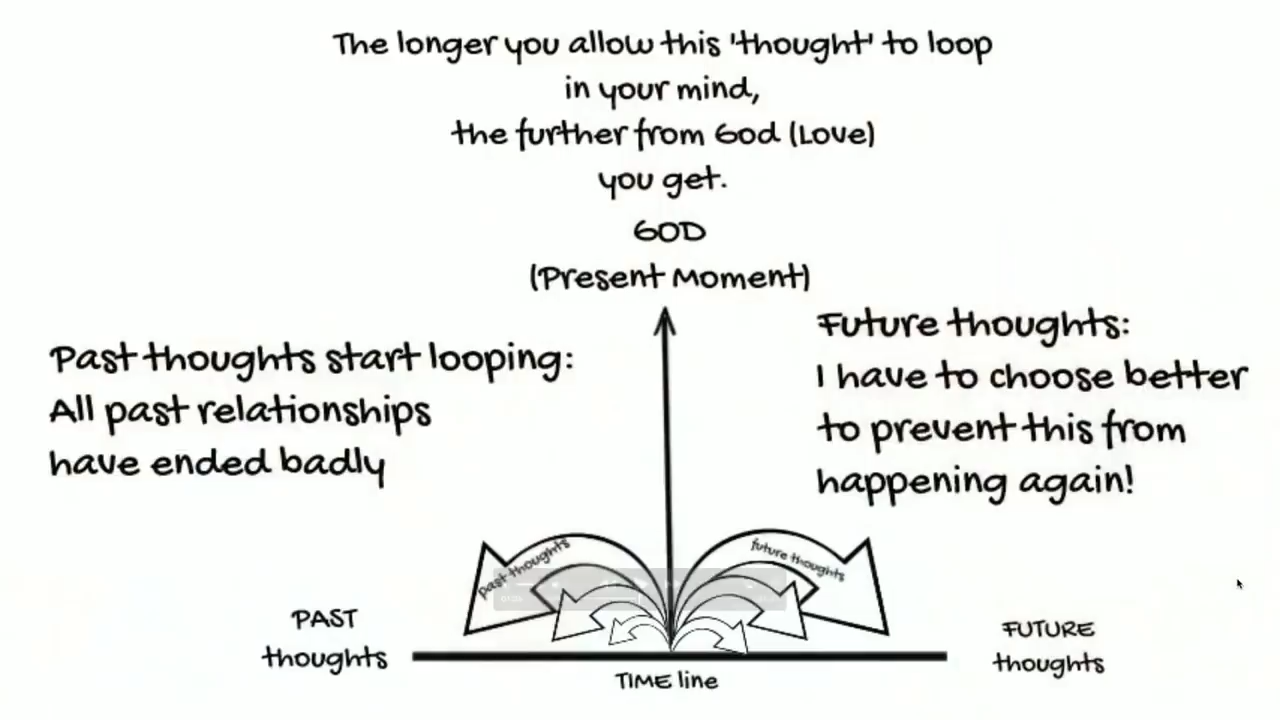 The longer you allow this 'thought' to loop
in your mind,
the further from God (Love)
you get.
GOD
(Present Moment)
Past thoughts start looping:
All past relationships
have ended badly
Future thoughts:
I have to choose better
to prevent this from
happening again!
past thoughts
future thoughts
PAST
thoughts
FUTURE
thoughts
TIME line